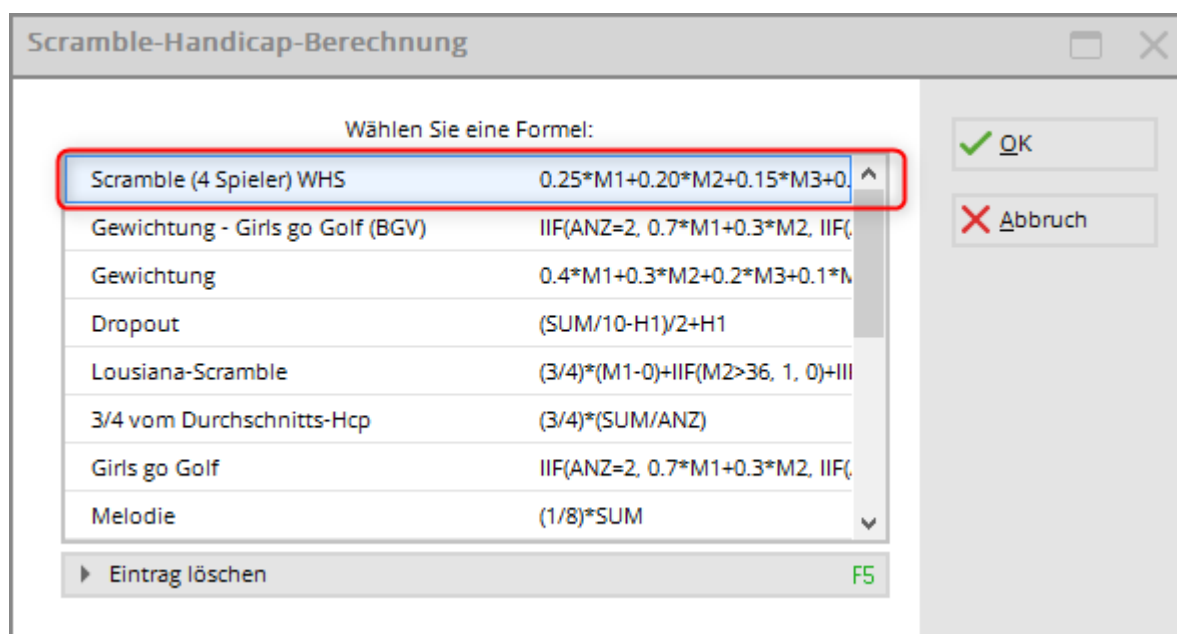 Scramble-Handicap-Berechnung
Wählen Sie eine Formel:
Scramble (4 Spieler) WHS 0.25*M1+0.20*M2+0.15*M3+0.
Gewichtung - Girls go Golf (BGV) IIF(ANZ=2, 0.7*M1+0.3*M2, IIF(.
Gewichtung 0.4*M1+0.3*M2+0.2*M3+0.1*M
Dropout (SUM/10-H1)/2+H1
Lousiana-Scramble (3/4)*(M1-0)+IIF(M2>36, 1, 0)+III
3/4 vom Durchschnitts-Hcp (3/4)*(SUM/ANZ)
Girls go Golf IIF(ANZ=2, 0.7*M1+0.3*M2, IIF(.
Melodie (1/8)*SUM
Eintrag löschen F5
OK
Abbruch